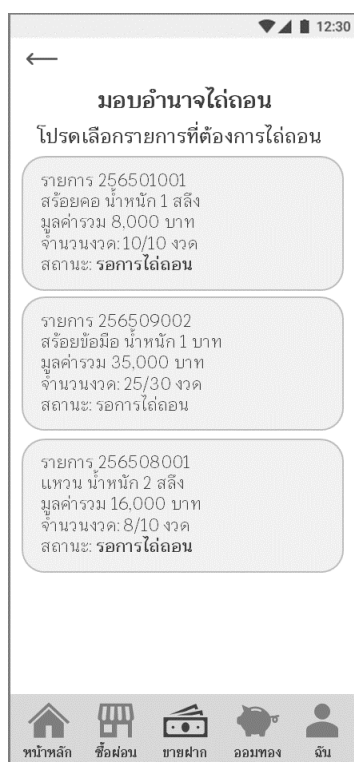 12:30
มอบอำนาจไถ่ถอน
โปรดเลือกรายการที่ต้องการไถ่ถอน
รายการ 256501001
สร้อยคอ น้ำหนัก 1 สลึง
มูลค่ารวม 8,000 บาท
จำนวนงวด: 10/10 งวด
สถานะ: รอการไถ่ถอน
รายการ 256509002
สร้อยข้อมือ น้ำหนัก 1 บาท
มูลค่ารวม 35,000 บาท
จำนวนงวด: 25/30 งวด
สถานะ: รอการไถ่ถอน
รายการ 256508001
แหวน น้ำหนัก 2 สลึง
มูลค่ารวม 16,000 บาท
จำนวนงวด: 8/10 งวด
สถานะ: รอการไถ่ถอน
หน้าหลัก ซื้อผ่อน ขายฝาก ออมทอง ฉัน